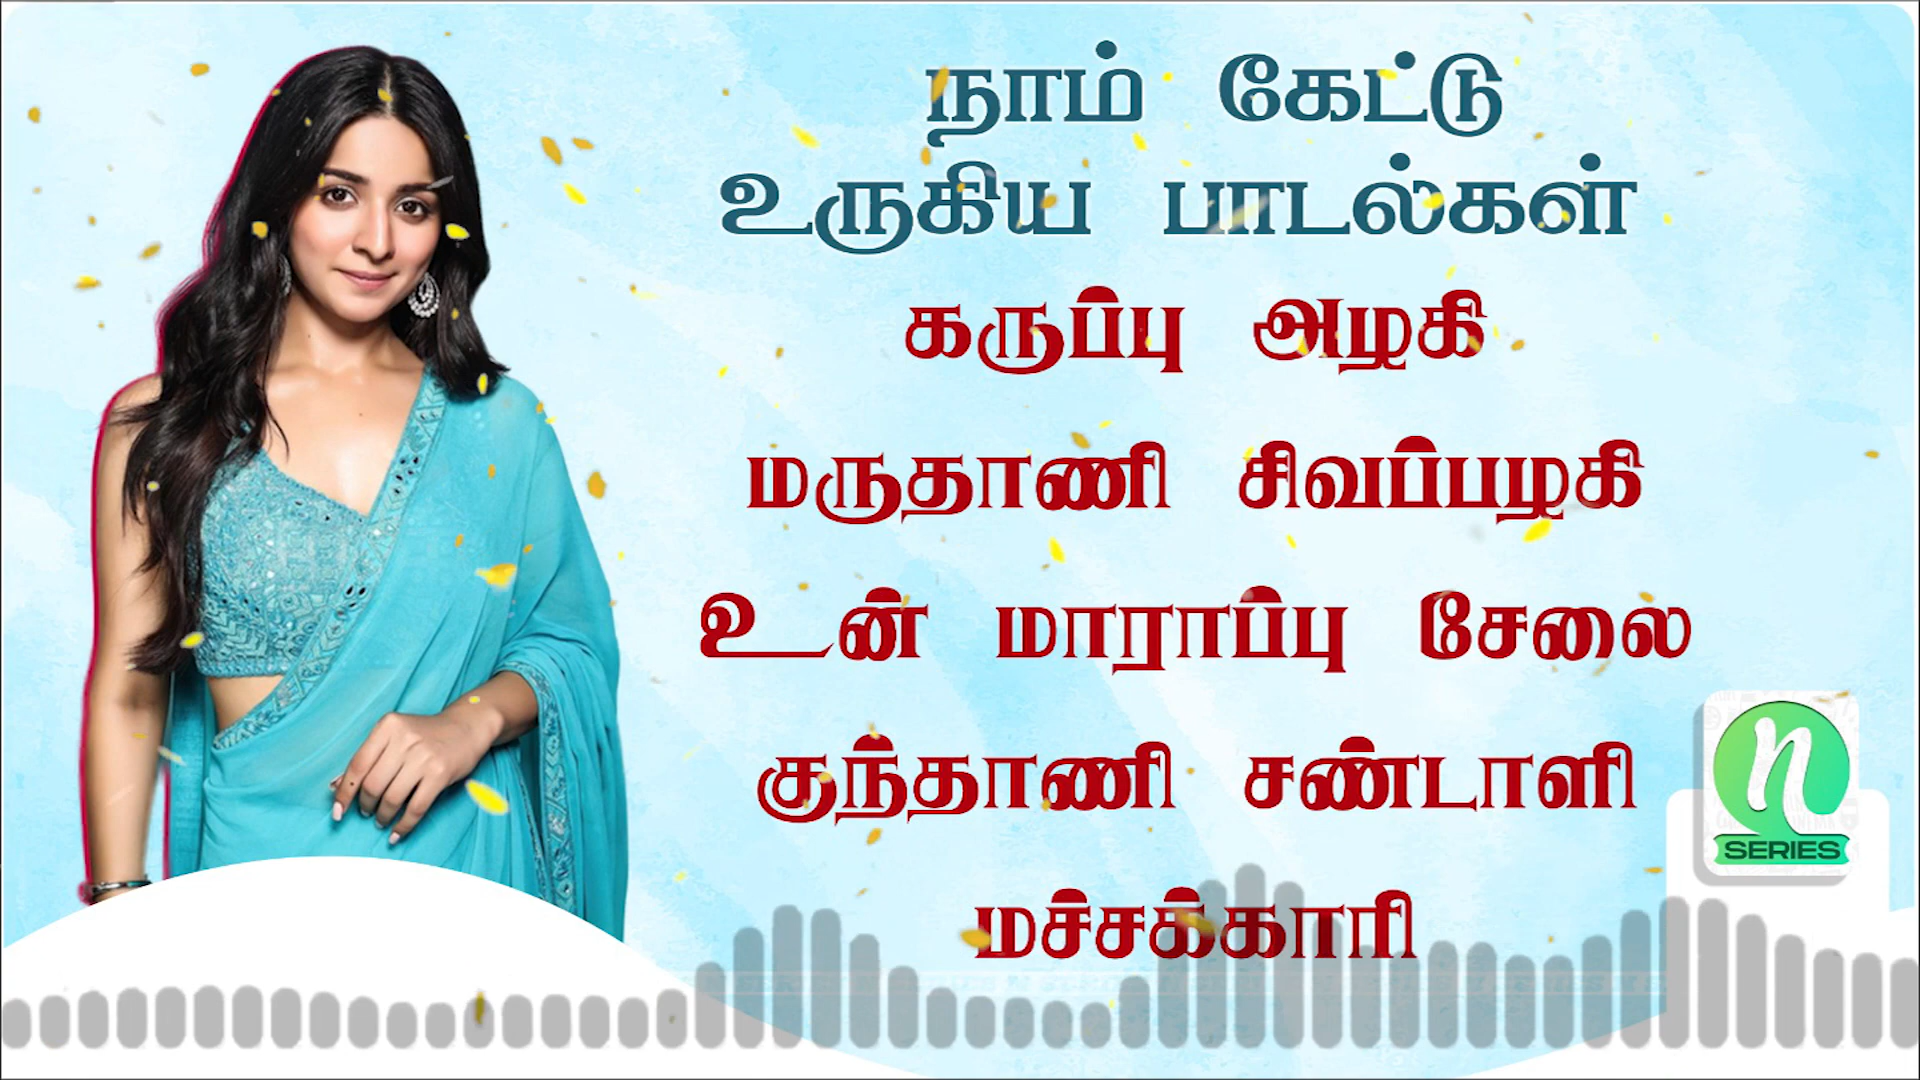 நாம் கேட்டு
உருகிய பாடல்கள்
கருப்பு அழகி
மருதாணி சிவப்பழகி
உன் மாராப்பு சேலை
குந்தாணி சண்டாளி
மச்சக்காரி
n
SERIES